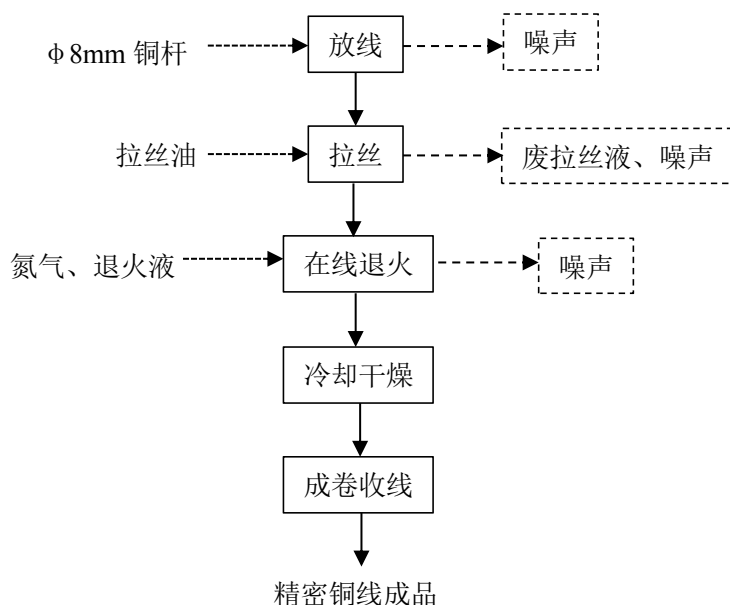 φ8mm 铜杆
放线
噪声
拉丝油
拉丝
废拉丝液、噪声
氮气、退火液
在线退火
噪声
冷却干燥
成卷收线
精密铜线成品